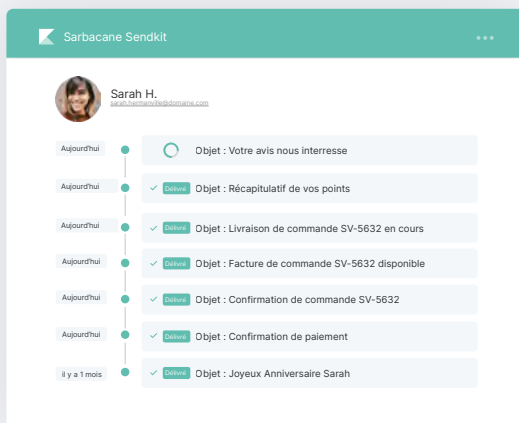 Sarbacane Sendkit
Sarah H.
sarah.hermanville@domaine.com
Aujourd'hui
Objet : Votre avis nous interresse
Aujourd'hui
Délivré Objet : Récapitulatif de vos points
Aujourd'hui
Délivré Objet : Livraison de commande SV-5632 en cours
Aujourd'hui
Délivré Objet : Facture de commande SV-5632 disponible
Aujourd'hui
Délivré Objet : Confirmation de commande SV-5632
Aujourd'hui
Délivré Objet : Confirmation de paiement
il y a 1 mois
Délivré Objet : Joyeux Anniversaire Sarah